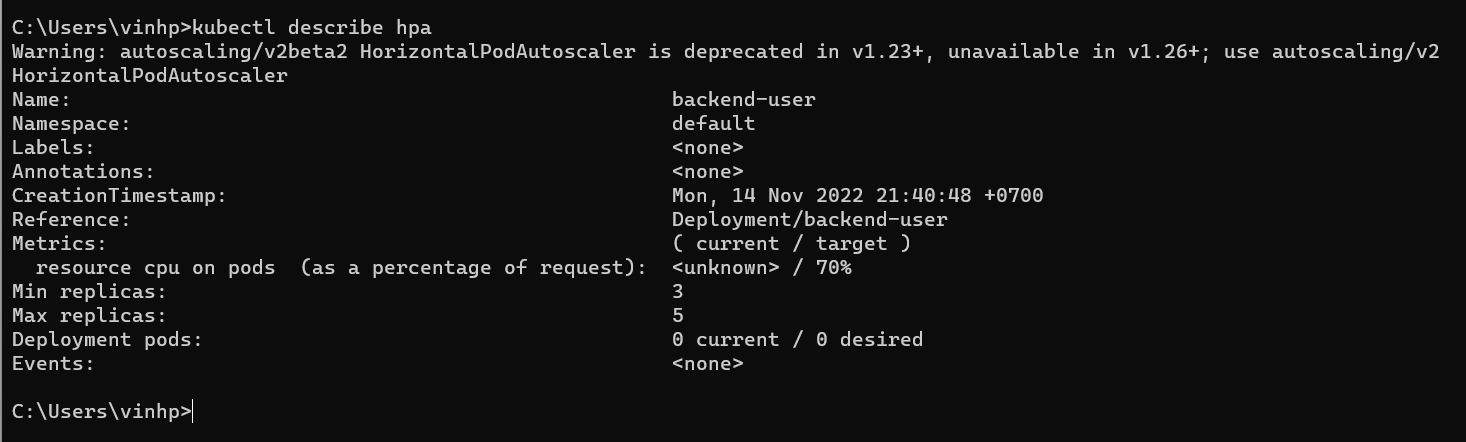 C:\Users\vinhp>kubectl describe hpa
Warning: autoscaling/v2beta2 HorizontalPodAutoscaler is deprecated in v1.23+, unavailable in v1.26+; use autoscaling/v2
HorizontalPodAutoscaler
Name:                                                  backend-user
Namespace:                                             default
Labels:                                                <none>
Annotations:                                           <none>
CreationTimestamp:                                     Mon, 14 Nov 2022 21:40:48 +0700
Reference:                                             Deployment/backend-user
Metrics:                                               ( current / target )
  resource cpu on pods  (as a percentage of request):  <unknown> / 70%
Min replicas:                                          3
Max replicas:                                          5
Deployment pods:                                       0 current / 0 desired
Events:                                                <none>
C:\Users\vinhp>